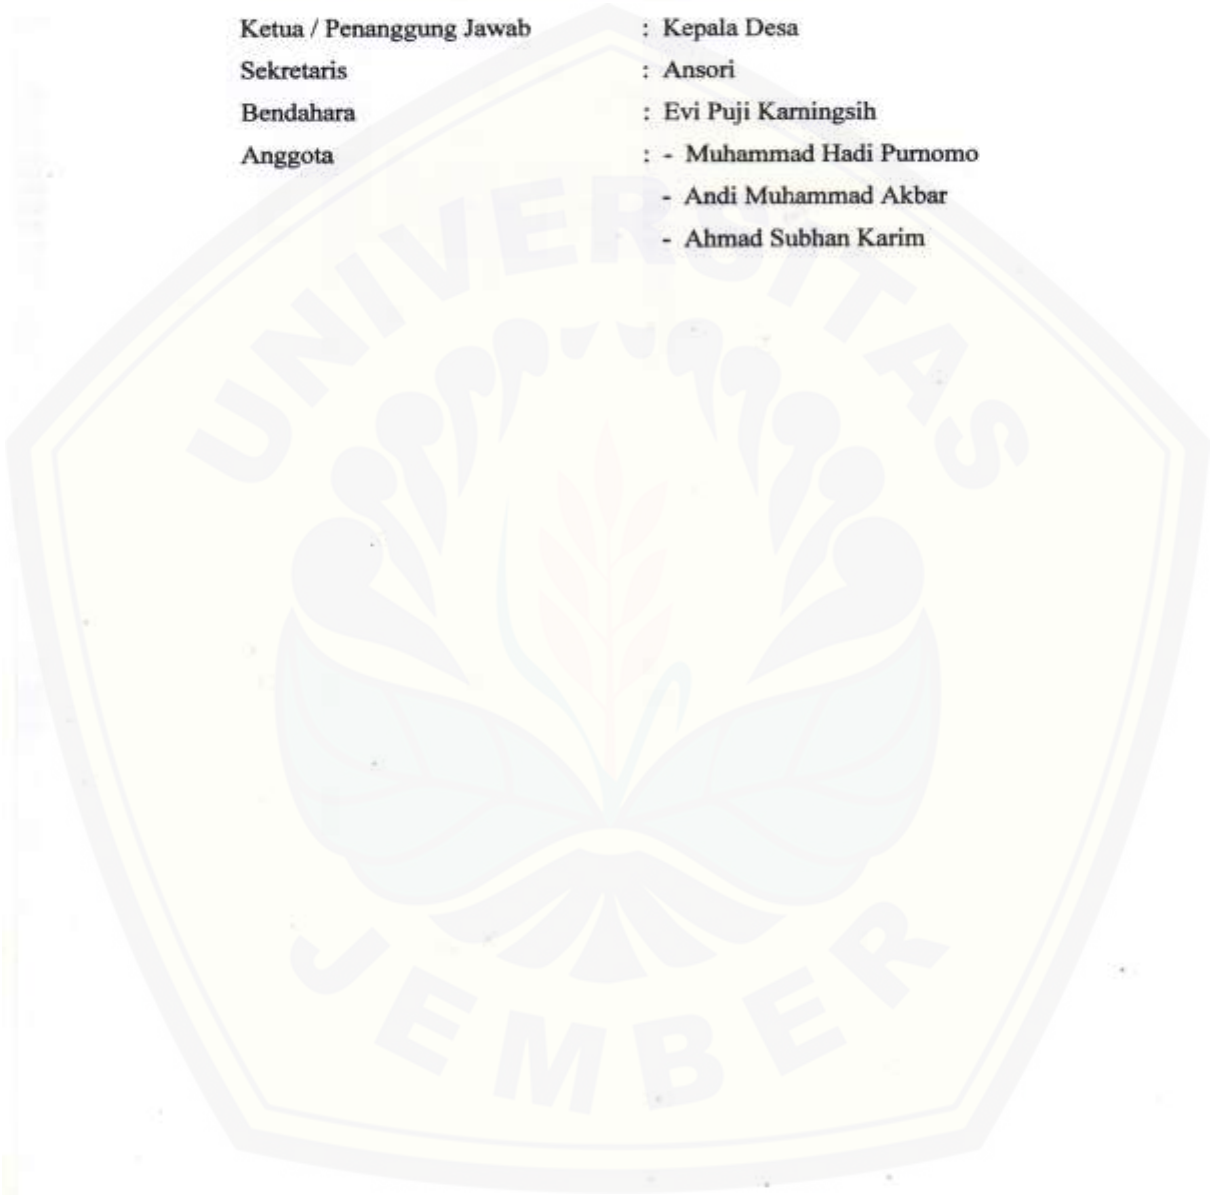 Ketua / Penanggung Jawab : Kepala Desa
Sekretaris : Ansori
Bendahara : Evi Puji Karningsih
Anggota : - Muhammad Hadi Purnomo
- Andi Muhammad Akbar
- Ahmad Subhan Karim
UNIVERSITAS
JEMBER